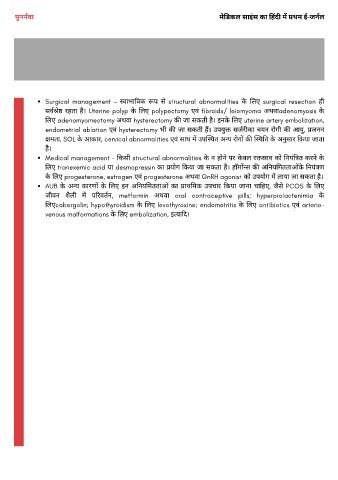 पुनर्नवा
मेडिकल साइंस का हिंदी में प्रथम ई-जर्नल
• Surgical management - स्वाभाविक रूप से structural abnormalities के लिए surgical resection ही
सर्वश्रेष्ठ रहता है। Uterine polyp के लिए polypectomy एवं fibroids/ leiomyoma अथवाadenomyosis के
लिए adenomyomectomy अथवा hysterectomy की जा सकती है। इनके लिए uterine artery embolization,
endometrial ablation एवं hysterectomy भी की जा सकती हैं। उपयुक्त सर्जरीका चयन रोगी की आयु, प्रजनन
क्षमता, SOL के आकार, cervical abnormalities एवं साथ में उपस्थित अन्य रोगों की स्थिति के अनुसार किया जाता
है।
• Medical management - किसी structural abnormalities के न होने पर केवल रक्तस्राव को नियंत्रित करने के
लिए tranexemic acid या desmopressin का प्रयोग किया जा सकता है। हॉर्मोन्स की अनियमितताओंके नियंत्रण
के लिए progesterone, estrogen एवं progesterone अथवा GnRH agonist को उपयोग में लाया जा सकता है।
• AUB के अन्य कारणों के लिए इन अनियमितताओं का प्राथमिक उपचार किया जाना चाहिए, जैसे PCOS के लिए
जीवन शैली में परिवर्तन, metformin अथवा oral contraceptive pills; hyperprolactenimia के
लिएcabergolin; hypothyroidism के लिए levothyroxine; endometritis के लिए antibiotics एवं arterio-
venous malformations के लिए embolization, इत्यादि।